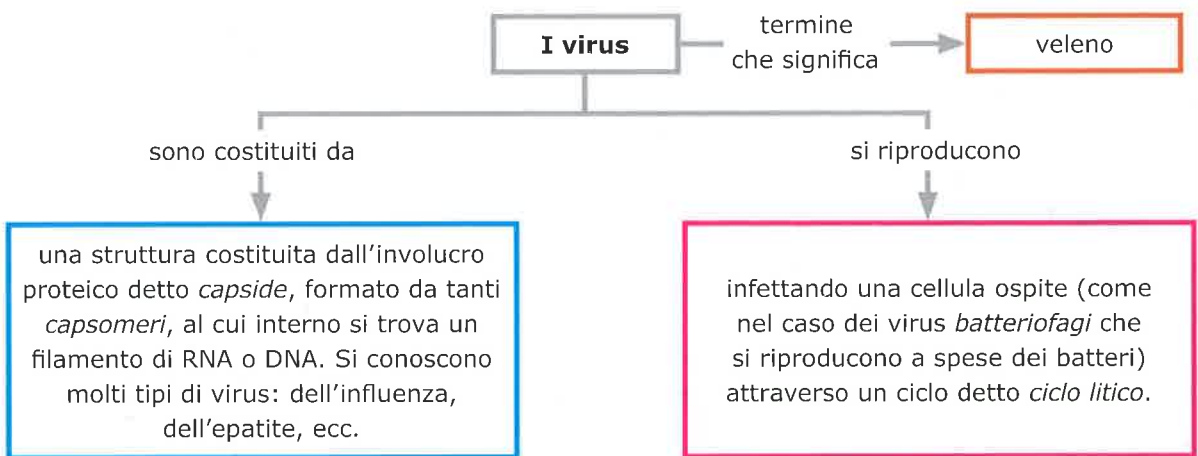 I virus
termine
che significa
veleno
sono costituiti da
si riproducono
una struttura costituita dall'involucro
proteico detto capside, formato da tanti
capsomeri, al cui interno si trova un
filamento di RNA o DNA. Si conoscono
molti tipi di virus: dell'influenza,
dell'epatite, ecc.
infettando una cellula ospite (come
nel caso dei virus batteriofagi che
si riproducono a spese dei batteri)
attraverso un ciclo detto ciclo litico.